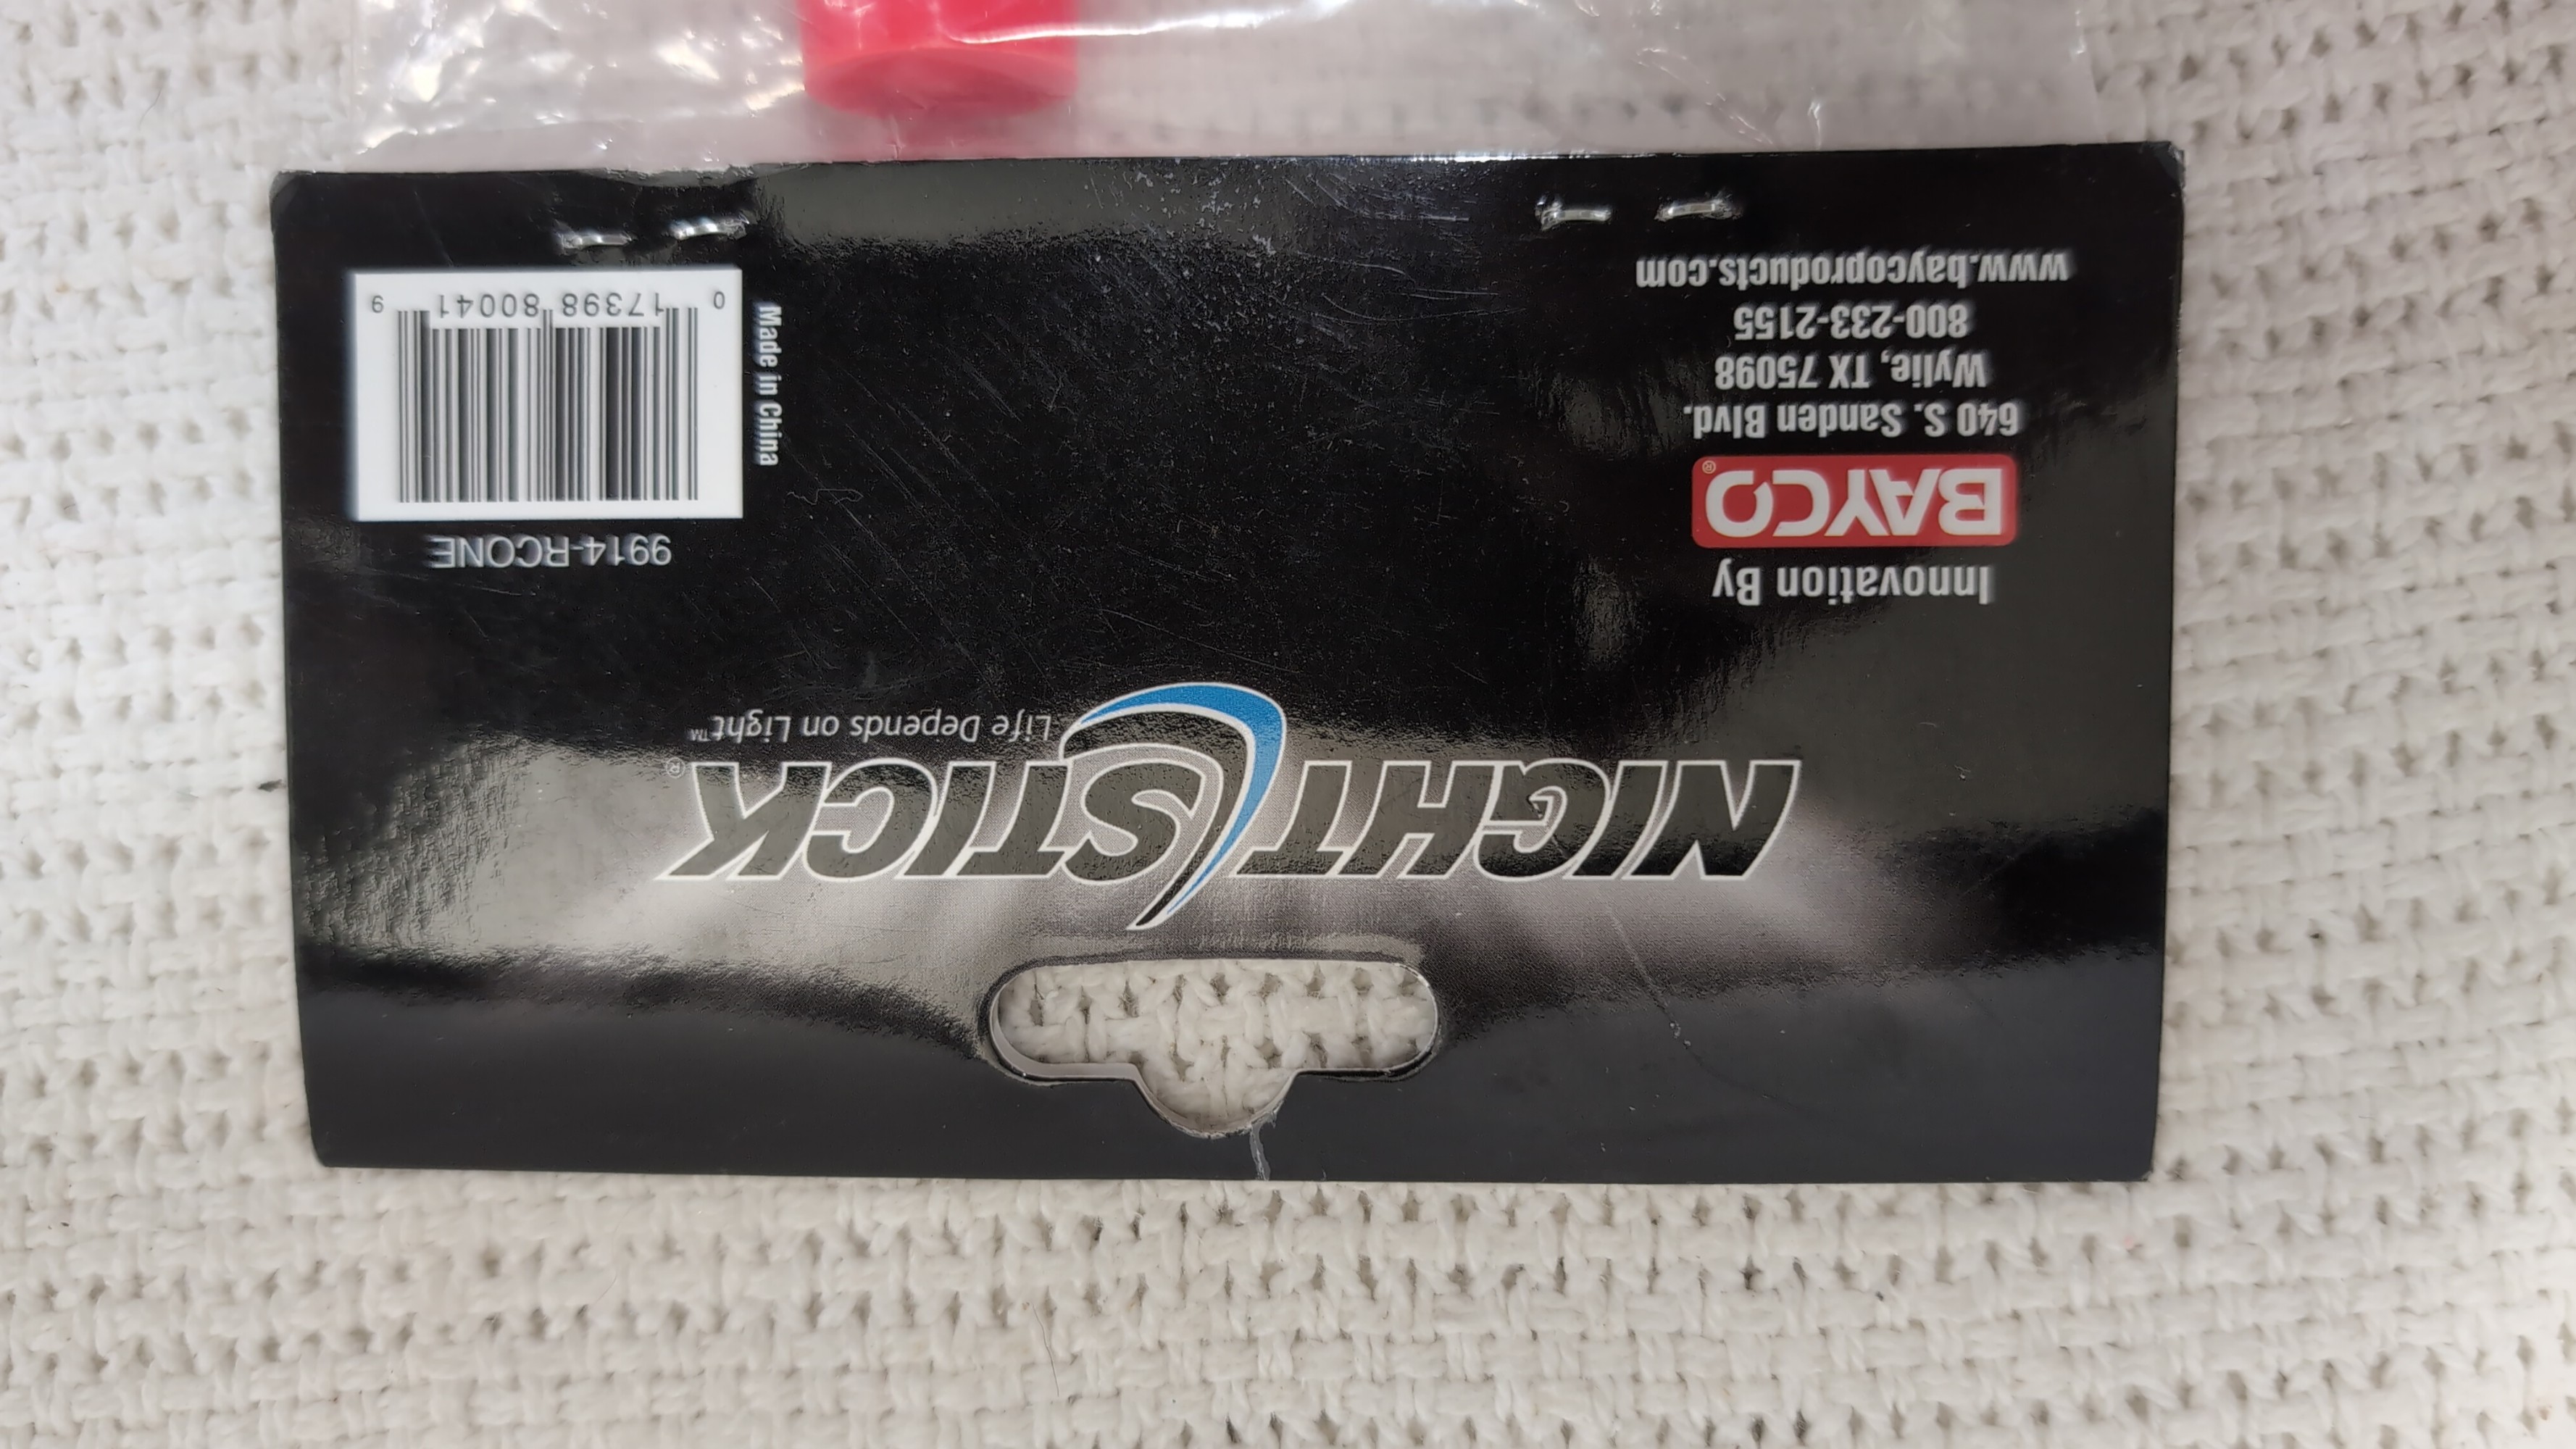 NIGHTSTICK®
Life Depends on Light™
Innovation By
BAYCO®
640 S. Sanden Blvd.
Wylie, TX 75098
800-233-2155
www.baycoproducts.com
9914-RCONE
0 17398 80041 9
Made in China